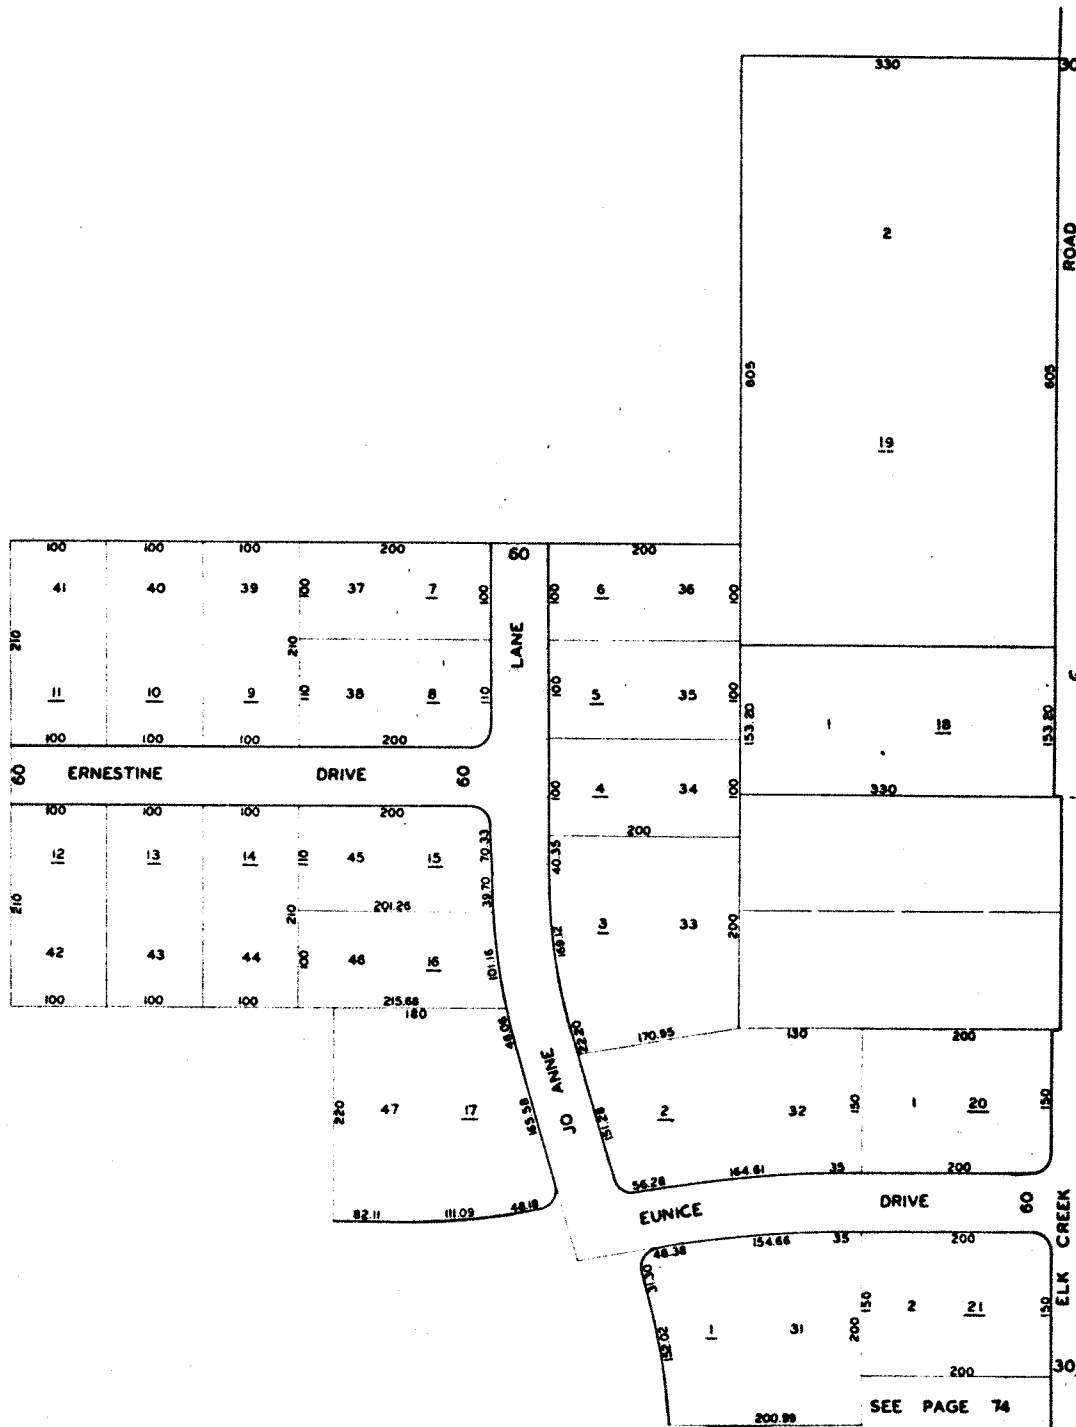 330
30
2
ROAD
605
605
19
100 100 100 200 60 200
41 40 39 100 37 7 100 100 6 36 100
210 210 LANE
11 10 9 110 38 8 110 100 5 35 100
153.20 1 18 153.20
100 100 100 200
60 ERNESTINE DRIVE 60 100 4 34 100 330
100 100 100 200 200
12 13 14 110 45 15 70.33 40.35
210 210 201.26 39.70
3 33 200
42 43 44 100 46 16 101.16 169.12
100 100 100 215.68
180
48.06 22.20 170.95 130 200
JO ANNE
220 47 17 165.98 151.28 2 32 150 1 20 150
82.11 111.09 48.18 56.28 164.61 35 200
EUNICE DRIVE 60
48.38 154.66 35 200
ELK CREEK
31.30
152.02 1 31 200 150 2 21 150
200 30
SEE PAGE 74
200.99